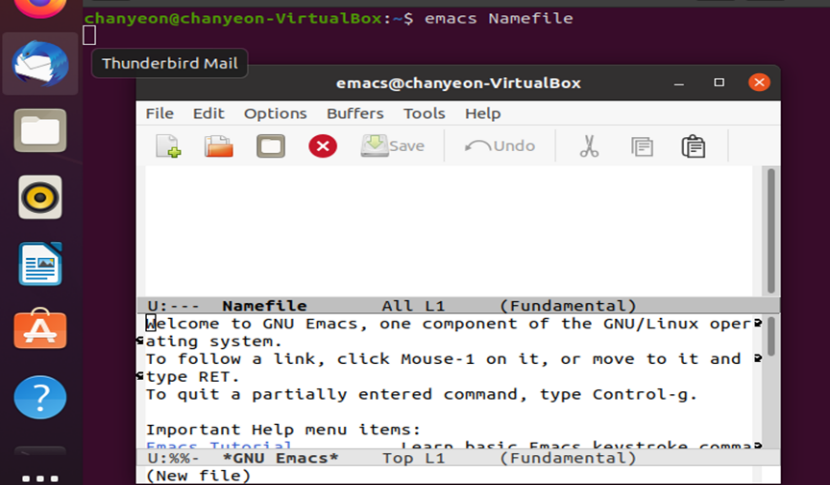 chanyeon@chanyeon-VirtualBox:~$ emacs Namefile
Thunderbird Mail
emacs@chanyeon-VirtualBox
File Edit Options Buffers Tools Help
Save Undo
U:--- Namefile All L1 (Fundamental)
Welcome to GNU Emacs, one component of the GNU/Linux oper
ating system.
To follow a link, click Mouse-1 on it, or move to it and
type RET.
To quit a partially entered command, type Control-g.
Important Help menu items:
Emacs Tutorial Learn basic Emacs keystroke comma
U:%%- *GNU Emacs* Top L1 (Fundamental)
(New file)